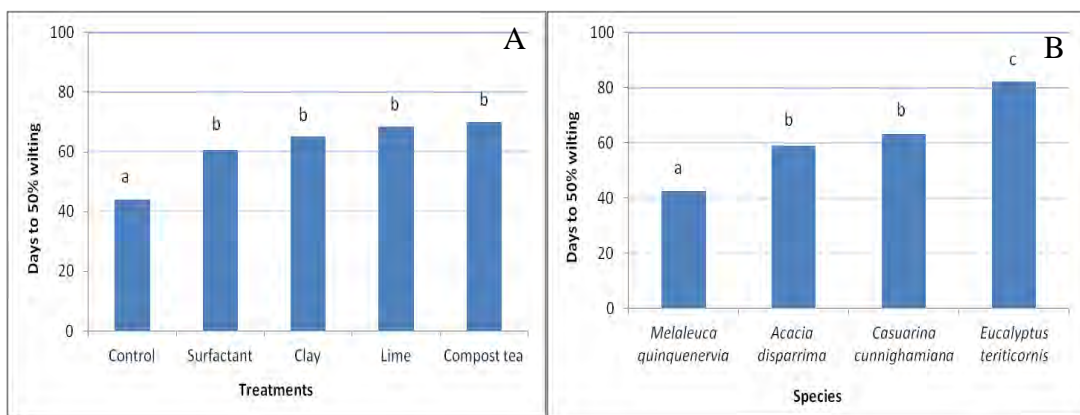 A
Days to 50% wilting
100
80
60
40
20
0
a
b
b
b
b
Control Surfactant Clay Lime Compost tea
Treatments
B
Days to 50% wilting
100
80
60
40
20
0
a
b
b
c
Melaleuca quinquenervia
Acacia disparrima
Casuarina cunnighamiana
Eucalyptus teriticornis
Species